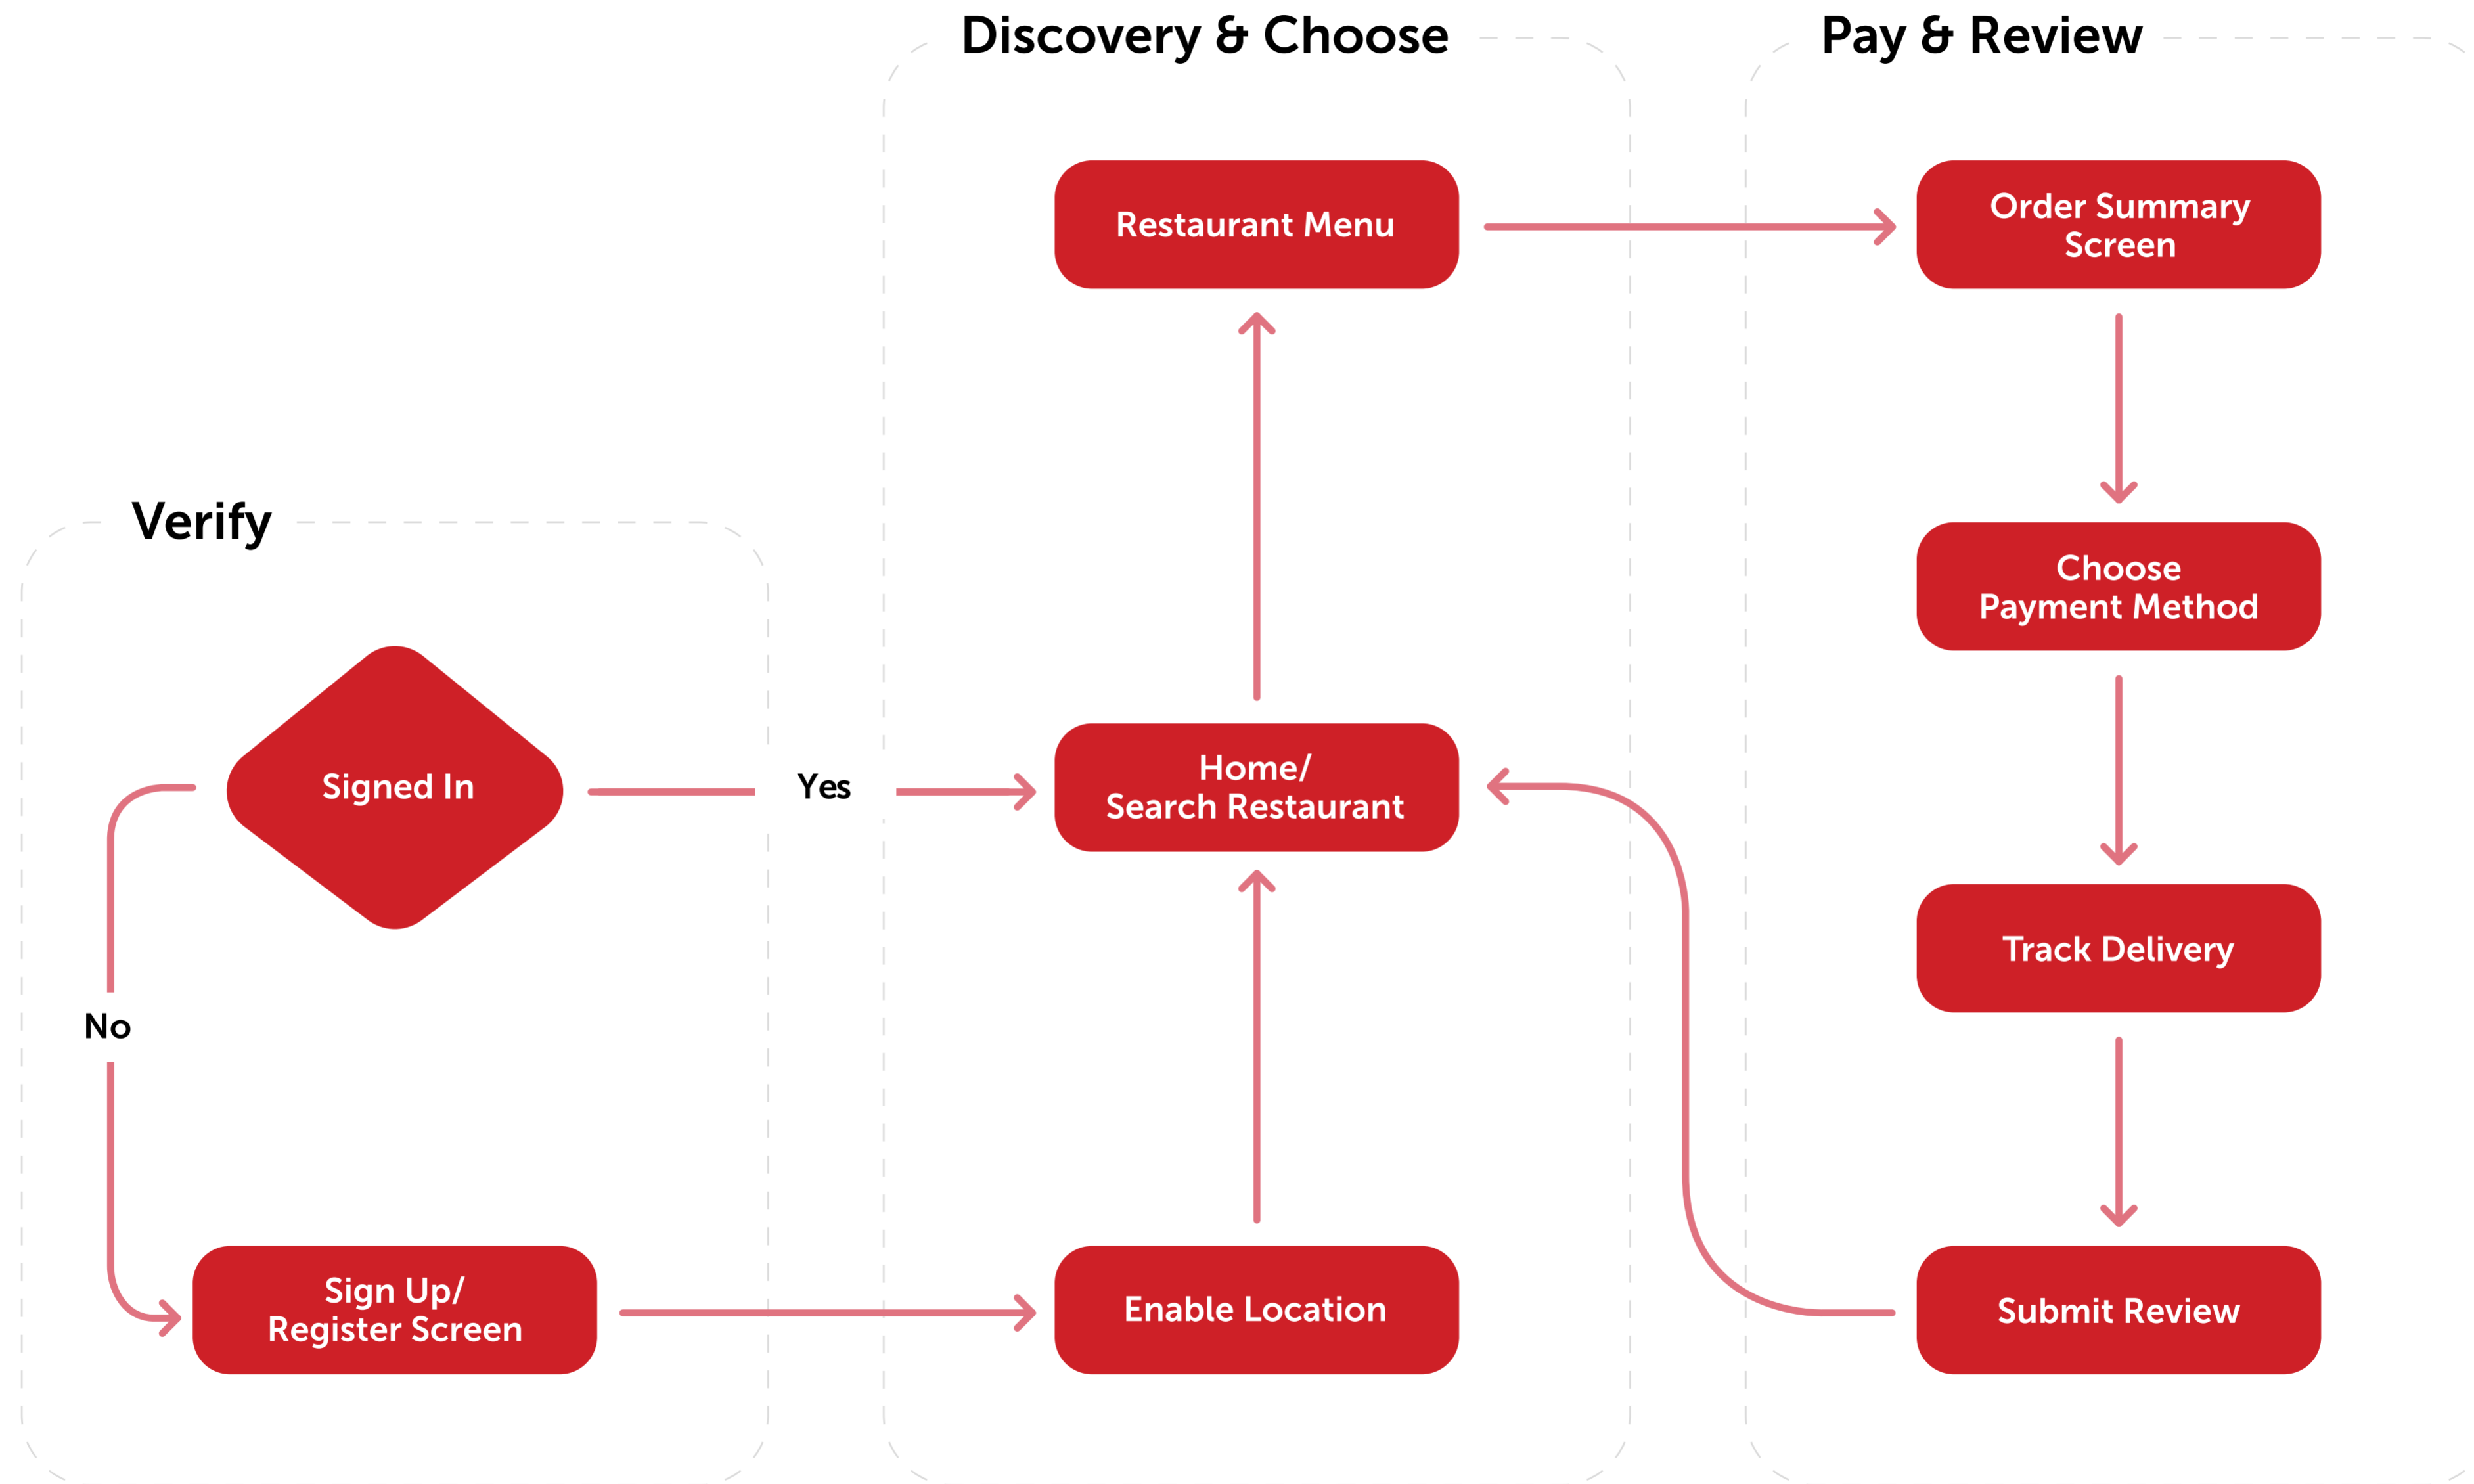 Discovery & Choose
Pay & Review
Restaurant Menu
Order Summary
Screen
Verify
Choose
Payment Method
Signed In
Yes
Home/
Search Restaurant
Track Delivery
No
Sign Up/
Register Screen
Enable Location
Submit Review